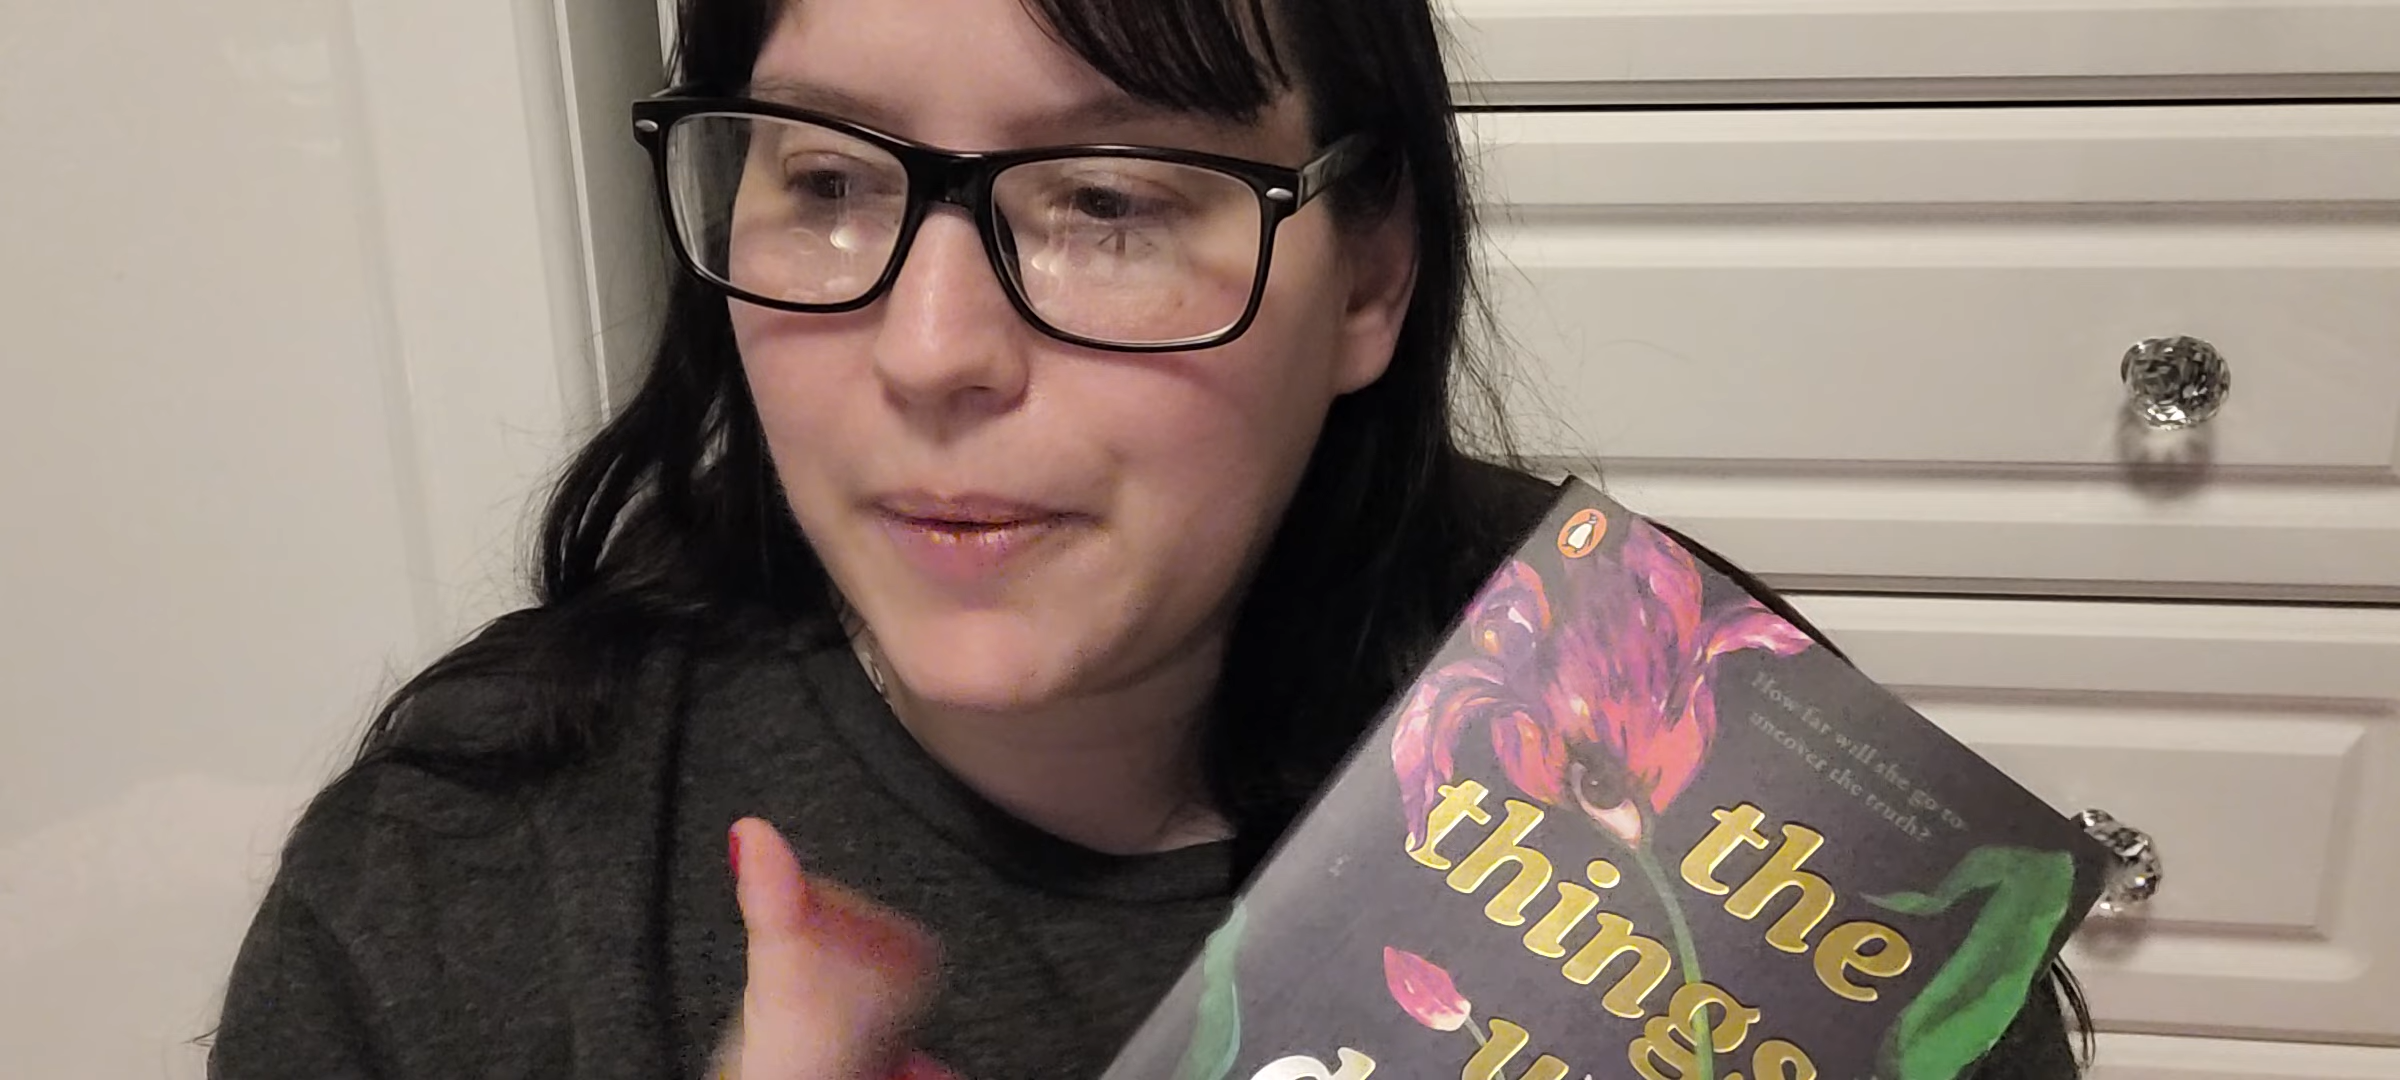 How far will she go to
uncover the truth?
the
things